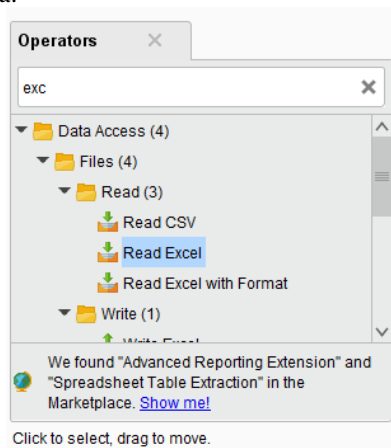 Operators
exc
Data Access (4)
Files (4)
Read (3)
Read CSV
Read Excel
Read Excel with Format
Write (1)
Write Excel
We found "Advanced Reporting Extension" and
"Spreadsheet Table Extraction" in the
Marketplace. Show me!
Click to select, drag to move.